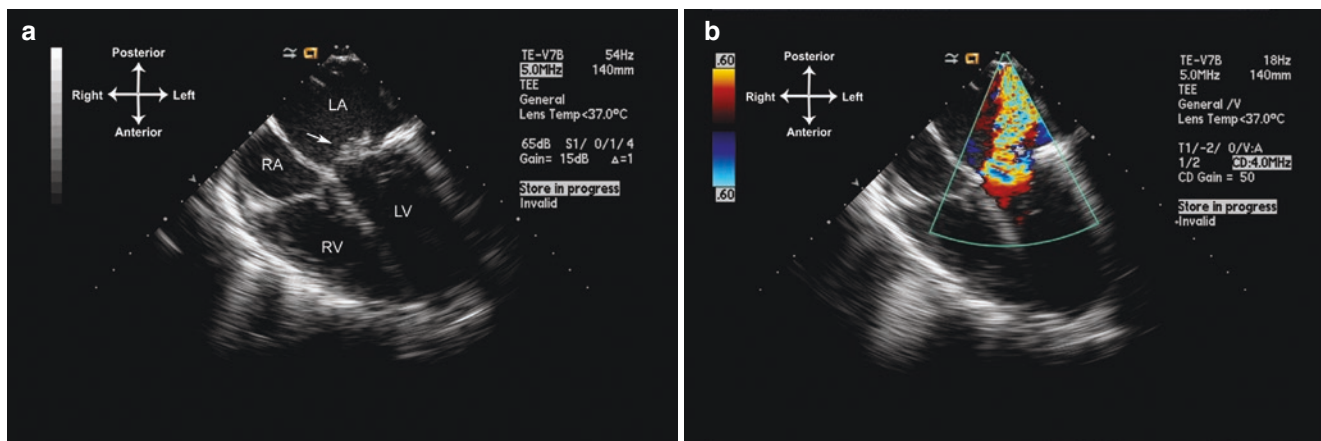 a
Posterior
Right
Left
Anterior
LA
RA
RV
LV
TE-V7B 54Hz
5.0MHz 140mm
TEE
General
Lens Temp<37.0°C
65dB S1/ 0/1/4
Gain= 15dB Δ=1
Store in progress
Invalid
b
.60
.60
Posterior
Right
Left
Anterior
TE-V7B 18Hz
5.0MHz 140mm
TEE
General /V
Lens Temp<37.0°C
T1/-2/ 0/V:A
1/2 CD:4.0MHz
CD Gain = 50
Store in progress
Invalid